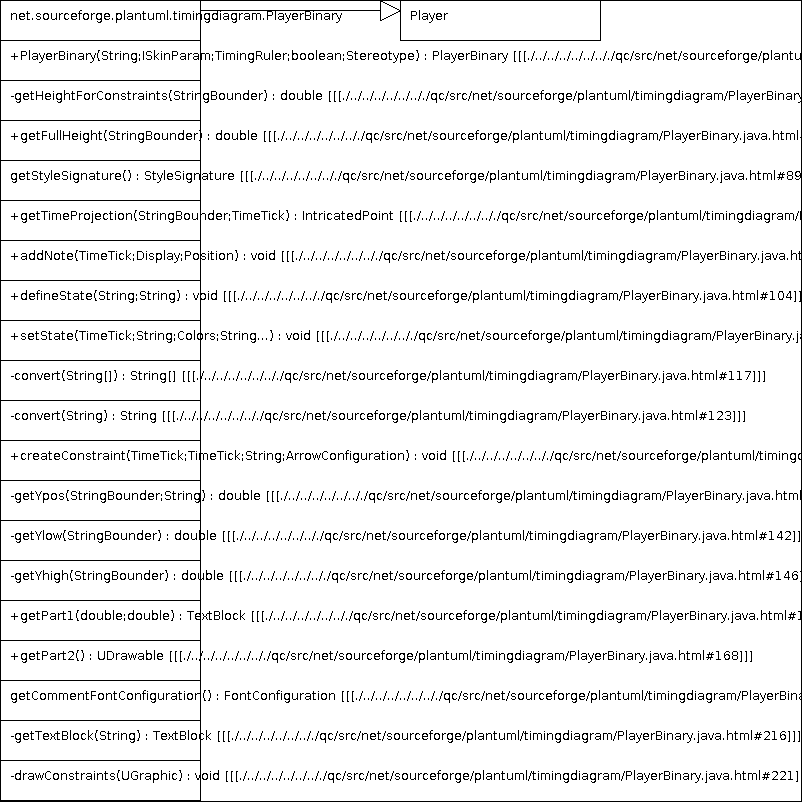 net.sourceforge.plantuml.timingdiagram.PlayerBinary
Player
+PlayerBinary(String;ISkinParam;TimingRuler;boolean;Stereotype) : PlayerBinary [[[./../../../../../../qc/src/net/sourceforge/plantu
-getHeightForConstraints(StringBounder) : double [[[./../../../../../../qc/src/net/sourceforge/plantuml/timingdiagram/PlayerBinary
+getFullHeight(StringBounder) : double [[[./../../../../../../qc/src/net/sourceforge/plantuml/timingdiagram/PlayerBinary.java.html
getStyleSignature() : StyleSignature [[[./../../../../../../qc/src/net/sourceforge/plantuml/timingdiagram/PlayerBinary.java.html#89
+getTimeProjection(StringBounder;TimeTick) : IntricatedPoint [[[./../../../../../../qc/src/net/sourceforge/plantuml/timingdiagram/
+addNote(TimeTick;Display;Position) : void [[[./../../../../../../qc/src/net/sourceforge/plantuml/timingdiagram/PlayerBinary.java.ht
+defineState(String;String) : void [[[./../../../../../../qc/src/net/sourceforge/plantuml/timingdiagram/PlayerBinary.java.html#104]]
+setState(TimeTick;String;Colors;String...) : void [[[./../../../../../../qc/src/net/sourceforge/plantuml/timingdiagram/PlayerBinary.j
-convert(String[]) : String[] [[[./../../../../../../qc/src/net/sourceforge/plantuml/timingdiagram/PlayerBinary.java.html#117]]]
-convert(String) : String [[[./../../../../../../qc/src/net/sourceforge/plantuml/timingdiagram/PlayerBinary.java.html#123]]]
+createConstraint(TimeTick;TimeTick;String;ArrowConfiguration) : void [[[./../../../../../../qc/src/net/sourceforge/plantuml/timing
-getYpos(StringBounder;String) : double [[[./../../../../../../qc/src/net/sourceforge/plantuml/timingdiagram/PlayerBinary.java.html
-getYlow(StringBounder) : double [[[./../../../../../../qc/src/net/sourceforge/plantuml/timingdiagram/PlayerBinary.java.html#142]]
-getYhigh(StringBounder) : double [[[./../../../../../../qc/src/net/sourceforge/plantuml/timingdiagram/PlayerBinary.java.html#146]
+getPart1(double;double) : TextBlock [[[./../../../../../../qc/src/net/sourceforge/plantuml/timingdiagram/PlayerBinary.java.html#1
+getPart2() : UDrawable [[[./../../../../../../qc/src/net/sourceforge/plantuml/timingdiagram/PlayerBinary.java.html#168]]]
getCommentFontConfiguration() : FontConfiguration [[[./../../../../../../qc/src/net/sourceforge/plantuml/timingdiagram/PlayerBina
-getTextBlock(String) : TextBlock [[[./../../../../../../qc/src/net/sourceforge/plantuml/timingdiagram/PlayerBinary.java.html#216]]]
-drawConstraints(UGraphic) : void [[[./../../../../../../qc/src/net/sourceforge/plantuml/timingdiagram/PlayerBinary.java.html#221]